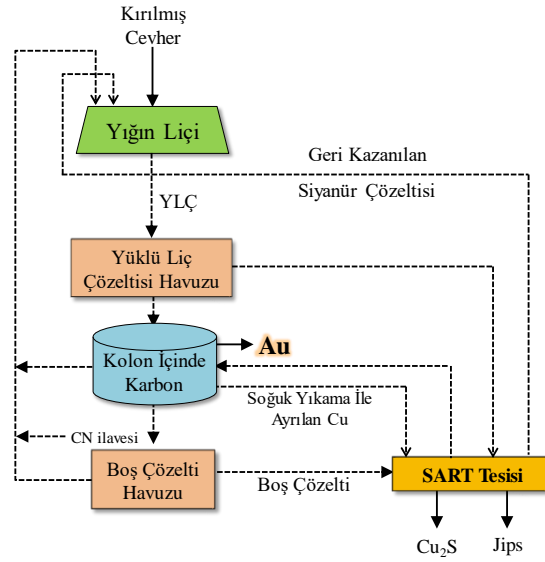 Kırılmış
Cevher
Yığın Liçi
Geri Kazanılan
Siyanür Çözeltisi
YLÇ
Yüklü Liç
Çözeltisi Havuzu
Kolon İçinde
Karbon
Au
Soğuk Yıkama İle
Ayrılan Cu
CN ilavesi
Boş Çözelti
Havuzu
Boş Çözelti
SART Tesisi
Cu₂S
Jips